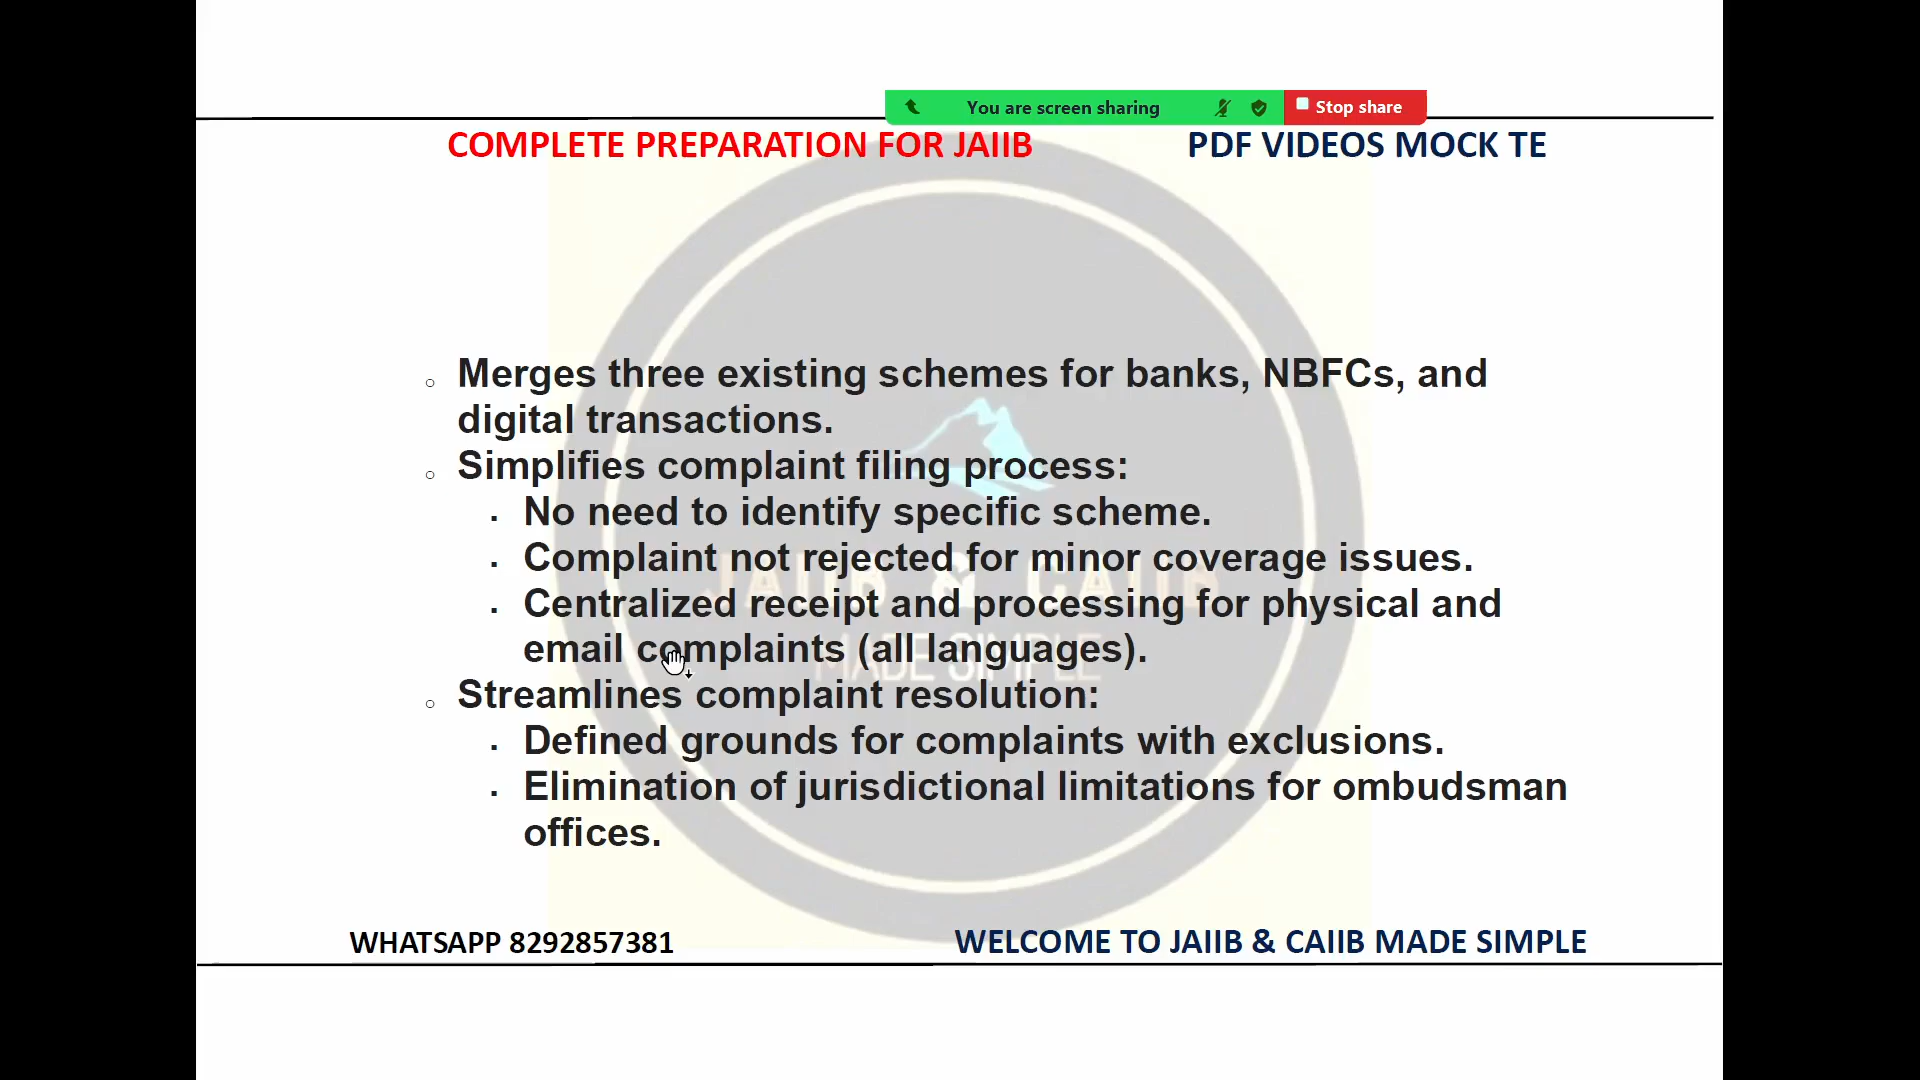 You are screen sharing
Stop share
COMPLETE PREPARATION FOR JAIIB
PDF VIDEOS MOCK TE
Merges three existing schemes for banks, NBFCs, and
digital transactions.
Simplifies complaint filing process:
No need to identify specific scheme.
Complaint not rejected for minor coverage issues.
Centralized receipt and processing for physical and
email complaints (all languages).
Streamlines complaint resolution:
Defined grounds for complaints with exclusions.
Elimination of jurisdictional limitations for ombudsman
offices.
JAIIB & CAIIB
MADE SIMPLE
WHATSAPP 8292857381
WELCOME TO JAIIB & CAIIB MADE SIMPLE